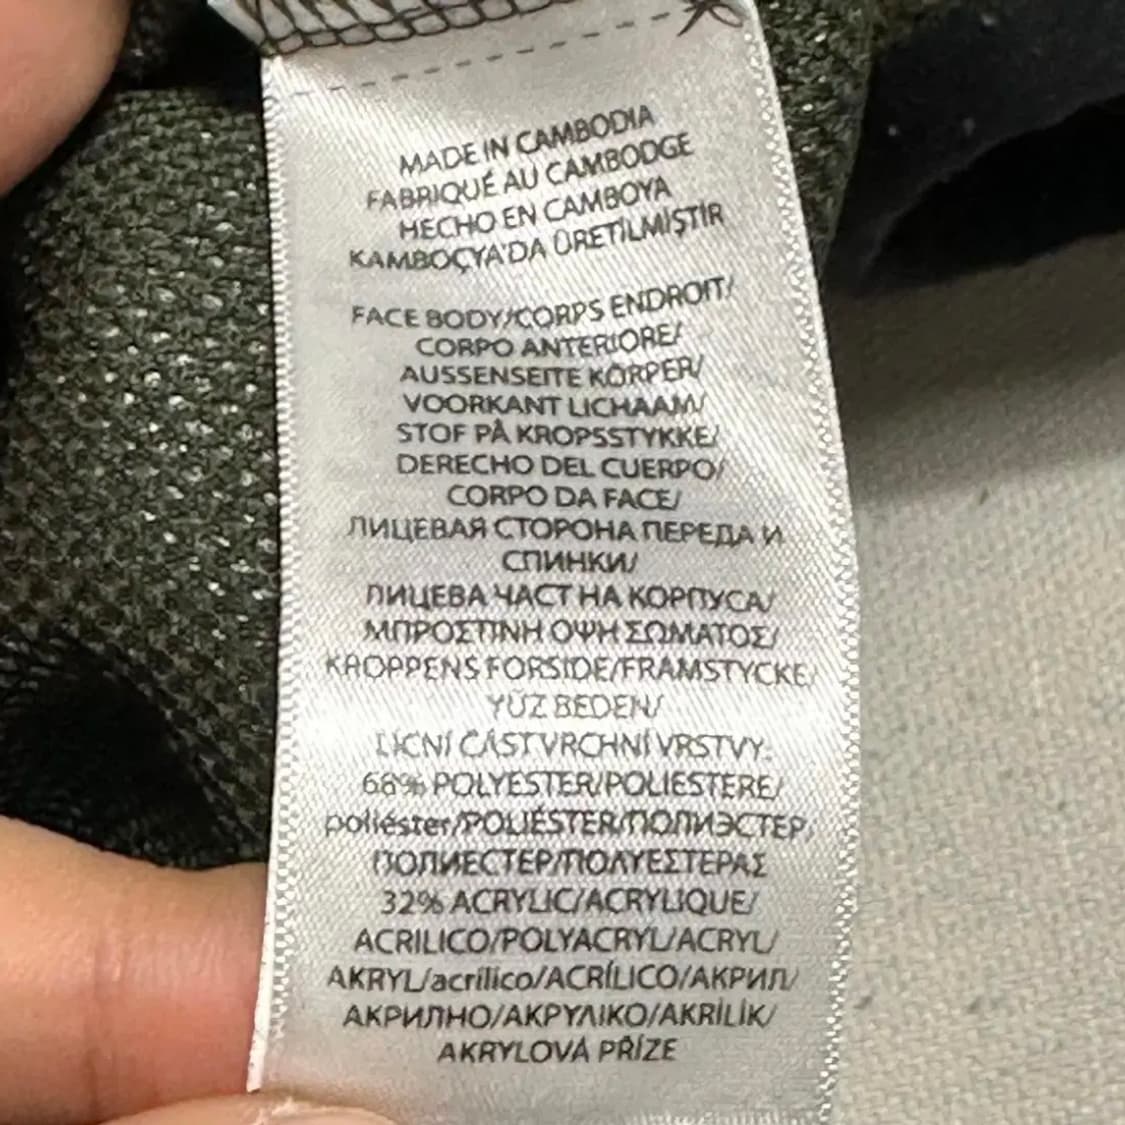 MADE IN CAMBODIA
FABRIQUÉ AU CAMBODGE
HECHO EN CAMBOYA
KAMBOÇYA'DA ÜRETİLMİŞTİR
FACE BODY/CORPS ENDROIT/
CORPO ANTERIORE/
AUSSENSEITE KÖRPER/
VOORKANT LICHAAM/
STOF PÅ KROPSSTYKKE/
DERECHO DEL CUERPO/
CORPO DA FACE/
ЛИЦЕВАЯ СТОРОНА ПЕРЕДА И
СПИНКИ/
ЛИЦЕВА ЧАСТ НА КОРПУСА/
ΜΠΡΟΣΤΙΝΗ ΟΨΗ ΣΩΜΑΤΟΣ/
KROPPENS FORSIDE/FRAMSTYCKE/
YÜZ BEDEN/
LÍCNÍ ČÁST VRCHNÍ VRSTVY:
68% POLYESTER/POLIESTERE/
poliéster/POLIÉSTER/ПОЛИЭСТЕР/
ПОЛИЕСТЕР/ΠΟΛΥΕΣΤΕΡΑΣ
32% ACRYLIC/ACRYLIQUE/
ACRILICO/POLYACRYL/ACRYL/
AKRYL/acrílico/ACRÍLICO/АКРИЛ/
АКРИЛНО/ΑΚΡΥΛΙΚΟ/AKRİLİK/
AKRYLOVÁ PŘÍZE